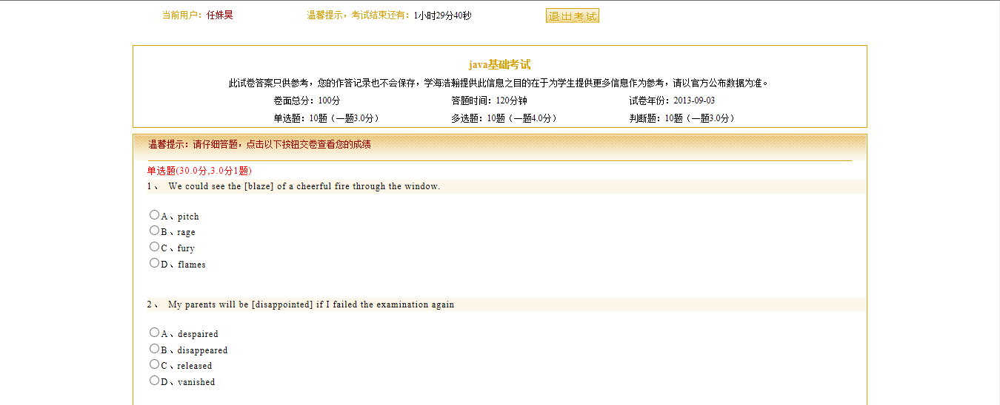 当前用户：任姝昊 温馨提示，考试结束还有：1小时29分40秒 退出考试
java基础考试
此试卷答案只供参考，您的作答记录也不会保存，学海浩瀚提供此信息之目的在于为学生提供更多信息作为参考，请以官方公布数据为准。
卷面总分：100分 答题时间：120分钟 试卷年份：2013-09-03
单选题：10题（一题3.0分） 多选题：10题（一题4.0分） 判断题：10题（一题3.0分）
温馨提示：请仔细答题，点击以下按钮交卷查看您的成绩
单选题(30.0分,3.0分1题)
1、 We could see the [blaze] of a cheerful fire through the window.
A、pitch
B、rage
C、fury
D、flames
2、 My parents will be [disappointed] if I failed the examination again
A、despaired
B、disappeared
C、released
D、vanished